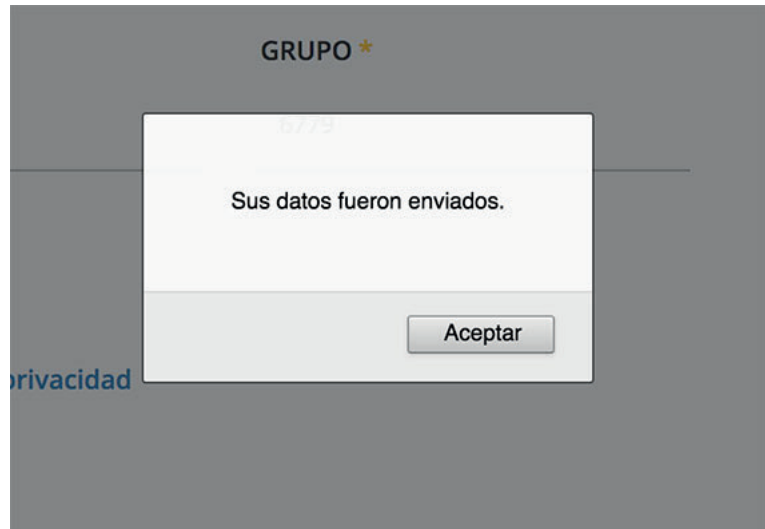 GRUPO *
6779
Sus datos fueron enviados.
Aceptar
privacidad